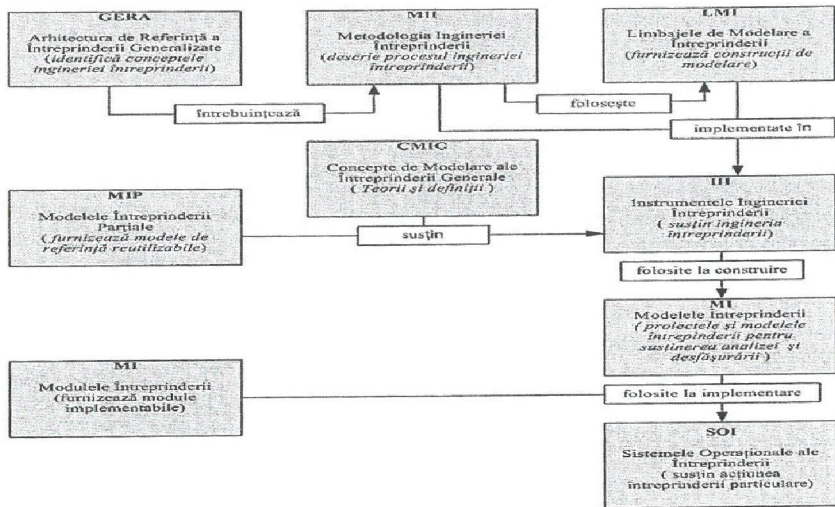 GERA
Arhitectura de Referință a
Întreprinderii Generalizate
(identifică conceptele
ingineriei întreprinderii)
MII
Metodologia Ingineriei
Întreprinderii
(descrie procesul ingineriei
întreprinderii)
LMI
Limbajele de Modelare a
Întreprinderii
(furnizează construcții de
modelare)
întrebuințează
folosește
implementate în
CMIG
Concepte de Modelare ale
Întreprinderii Generale
( Teorii și definiții )
MIP
Modelele Întreprinderii
Parțiale
( furnizează modele de
referință reutilizabile)
susțin
III
Instrumentele Ingineriei
Întreprinderii
( susțin ingineria
întreprinderii)
folosite la construire
MI
Modelele Întreprinderii
( proiectele și modelele
întrepinderii pentru
susținerea analizei și
desfășurării )
MI
Modulele Întreprinderii
(furnizează module
implementabile)
folosite la implementare
SOI
Sistemele Operaționale ale
Întreprinderii
( susțin acțiunea
întreprinderii particulare)